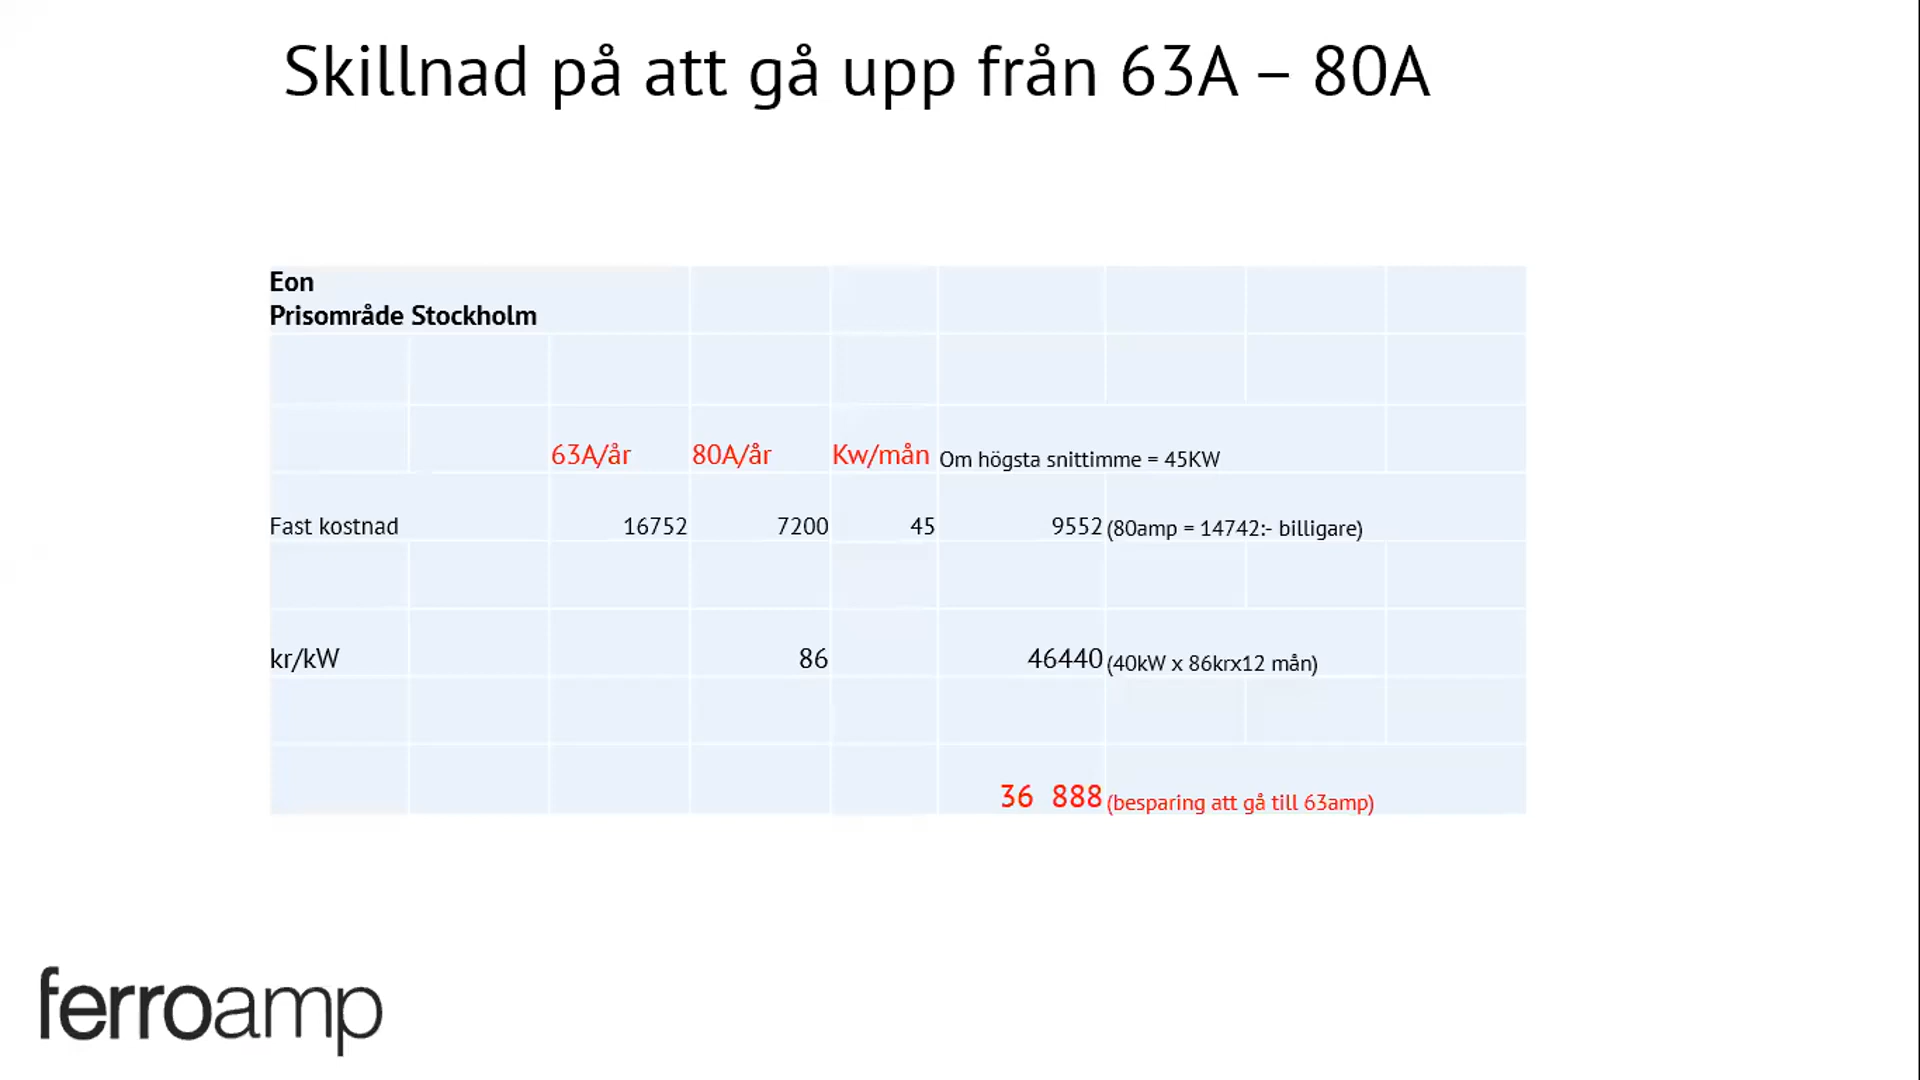 Skillnad på att gå upp från 63A – 80A
Eon
Prisområde Stockholm
63A/år 80A/år Kw/mån Om högsta snittimme = 45KW
Fast kostnad 16752 7200 45 9552 (80amp = 14742:- billigare)
kr/kW 86 46440 (40kW x 86krx12 mån)
36 888 (besparing att gå till 63amp)
ferroamp